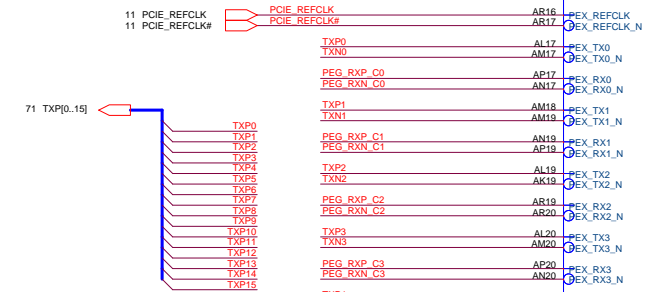 11 PCIE_REFCLK PCIE_REFCLK AR16 PEX_REFCLK
11 PCIE_REFCLK# PCIE_REFCLK# AR17 PEX_REFCLK_N
TXP0 AL17 PEX_TX0
TXN0 AM17 PEX_TX0_N
PEG_RXP_C0 AP17 PEX_RX0
PEG_RXN_C0 AN17 PEX_RX0_N
71 TXP[0..15]
TXP1 AM18 PEX_TX1
TXN1 AM19 PEX_TX1_N
TXP0
TXP1
PEG_RXP_C1 AN19 PEX_RX1
TXP2
PEG_RXN_C1 AP19 PEX_RX1_N
TXP3
TXP4
TXP2 AL19 PEX_TX2
TXP5
TXN2 AK19 PEX_TX2_N
TXP6
TXP7
PEG_RXP_C2 AR19 PEX_RX2
TXP8
PEG_RXN_C2 AR20 PEX_RX2_N
TXP9
TXP10
TXP3 AL20 PEX_TX3
TXP11
TXN3 AM20 PEX_TX3_N
TXP12
TXP13
PEG_RXP_C3 AP20 PEX_RX3
TXP14
PEG_RXN_C3 AN20 PEX_RX3_N
TXP15